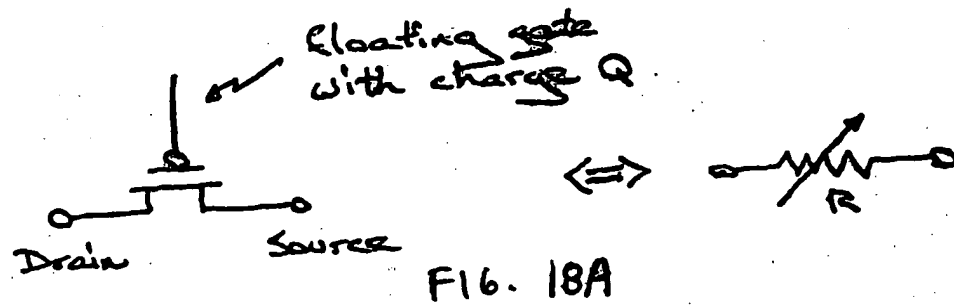 floating gate
with charge Q
<=>
R
Drain
Source
FIG. 18A